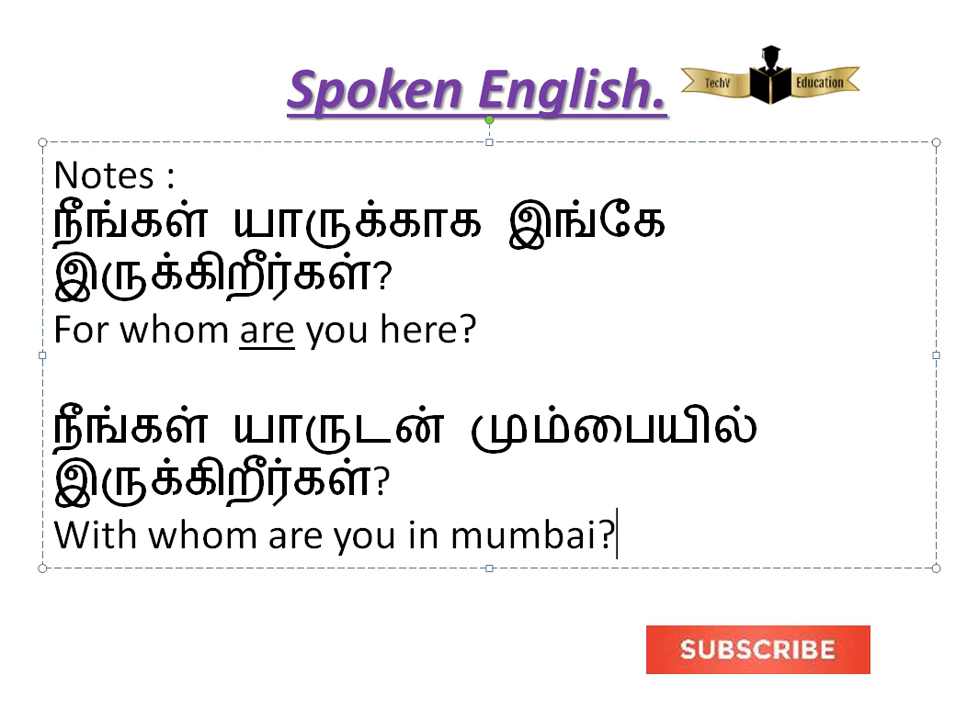 Spoken English.
TechV Education
Notes :
நீங்கள் யாருக்காக இங்கே
இருக்கிறீர்கள்?
For whom are you here?
நீங்கள் யாருடன் மும்பையில்
இருக்கிறீர்கள்?
With whom are you in mumbai?
SUBSCRIBE